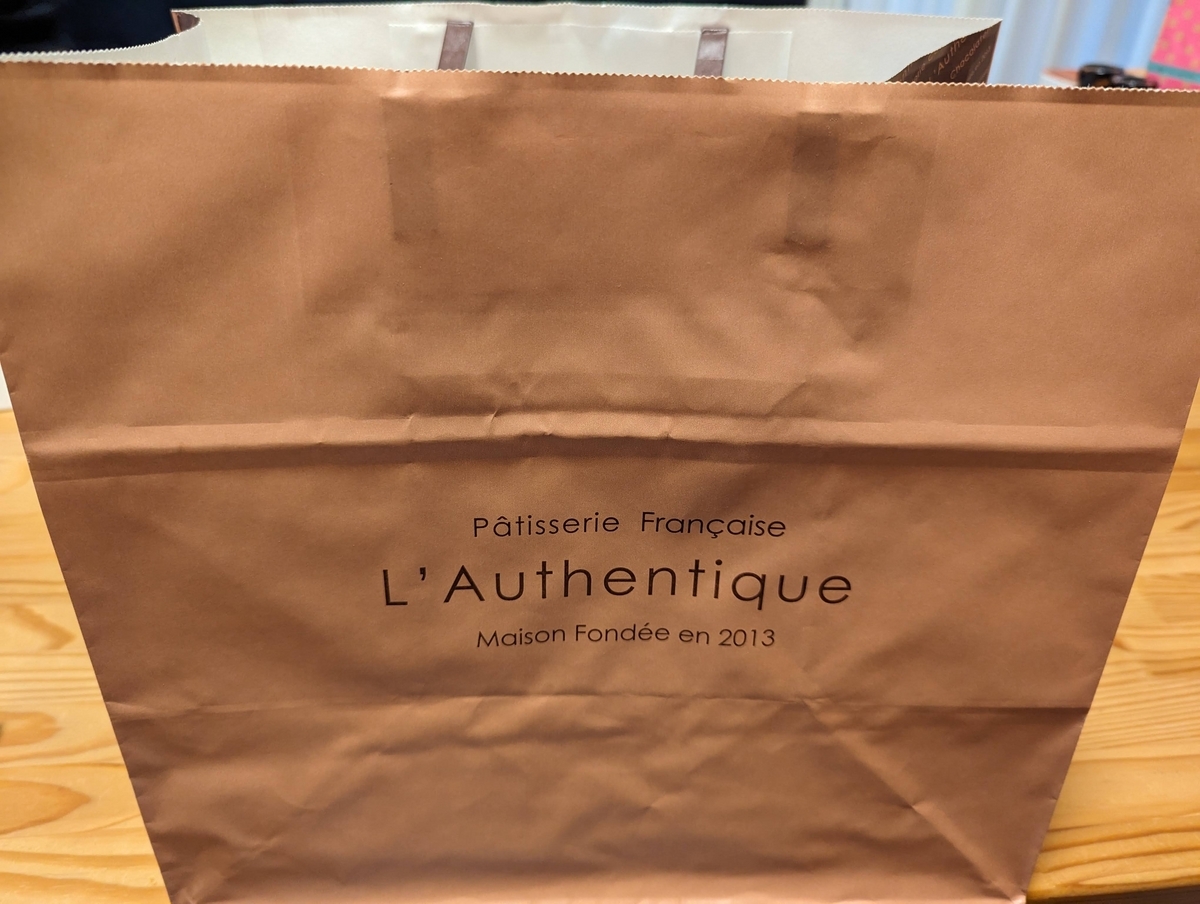 Pâtisserie Française
L'Authentique
Maison Fondée en 2013